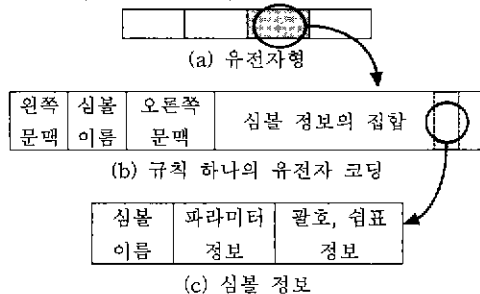 (a) 유전자형
왼쪽 심볼 오른쪽 심볼 정보의 집합
문맥 이름 문맥
(b) 규칙 하나의 유전자 코딩
심볼 파라미터 괄호, 쉼표
이름 정보 정보
(c) 심볼 정보